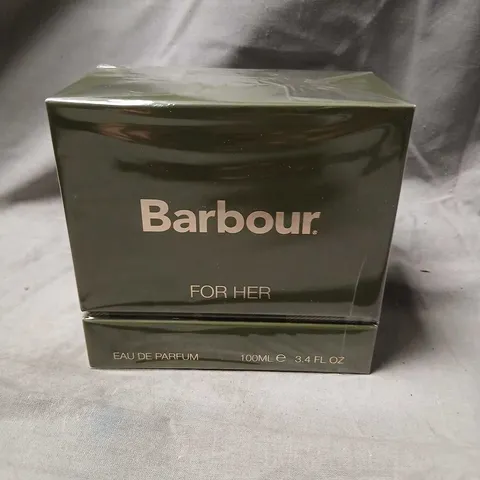 Barbour.
FOR HER
EAU DE PARFUM 100ML ℮ 3.4 FL OZ